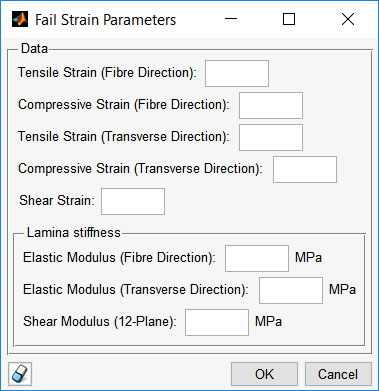 Fail Strain Parameters
Data
Tensile Strain (Fibre Direction):
Compressive Strain (Fibre Direction):
Tensile Strain (Transverse Direction):
Compressive Strain (Transverse Direction):
Shear Strain:
Lamina stiffness
Elastic Modulus (Fibre Direction): MPa
Elastic Modulus (Transverse Direction): MPa
Shear Modulus (12-Plane): MPa
OK Cancel